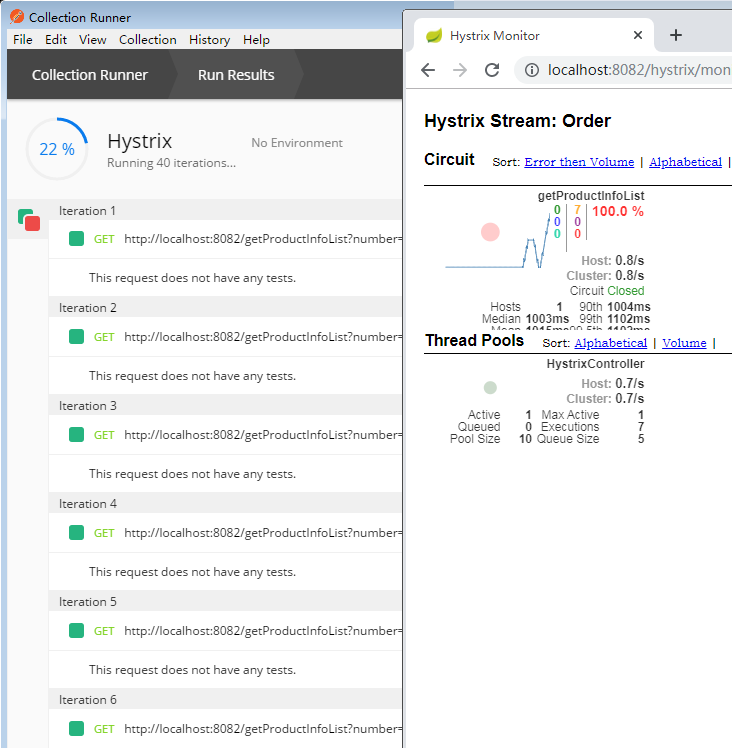 Collection Runner
File Edit View Collection History Help
Collection Runner Run Results
22 %
Hystrix
No Environment
Running 40 iterations...
Iteration 1
GET http://localhost:8082/getProductInfoList?number=
This request does not have any tests.
Iteration 2
GET http://localhost:8082/getProductInfoList?number=
This request does not have any tests.
Iteration 3
GET http://localhost:8082/getProductInfoList?number=
This request does not have any tests.
Iteration 4
GET http://localhost:8082/getProductInfoList?number=
This request does not have any tests.
Iteration 5
GET http://localhost:8082/getProductInfoList?number=
This request does not have any tests.
Iteration 6
GET http://localhost:8082/getProductInfoList?number=
Hystrix Monitor
localhost:8082/hystrix/mon
Hystrix Stream: Order
Circuit Sort: Error then Volume | Alphabetical |
getProductInfoList
0 7 100.0 %
0 0
0 0
Host: 0.8/s
Cluster: 0.8/s
Circuit Closed
Hosts 1 90th 1004ms
Median 1003ms 99th 1102ms
Mean 1015ms 99.5th 1102ms
Thread Pools Sort: Alphabetical | Volume |
HystrixController
Host: 0.7/s
Cluster: 0.7/s
Active 1 Max Active 1
Queued 0 Executions 7
Pool Size 10 Queue Size 5